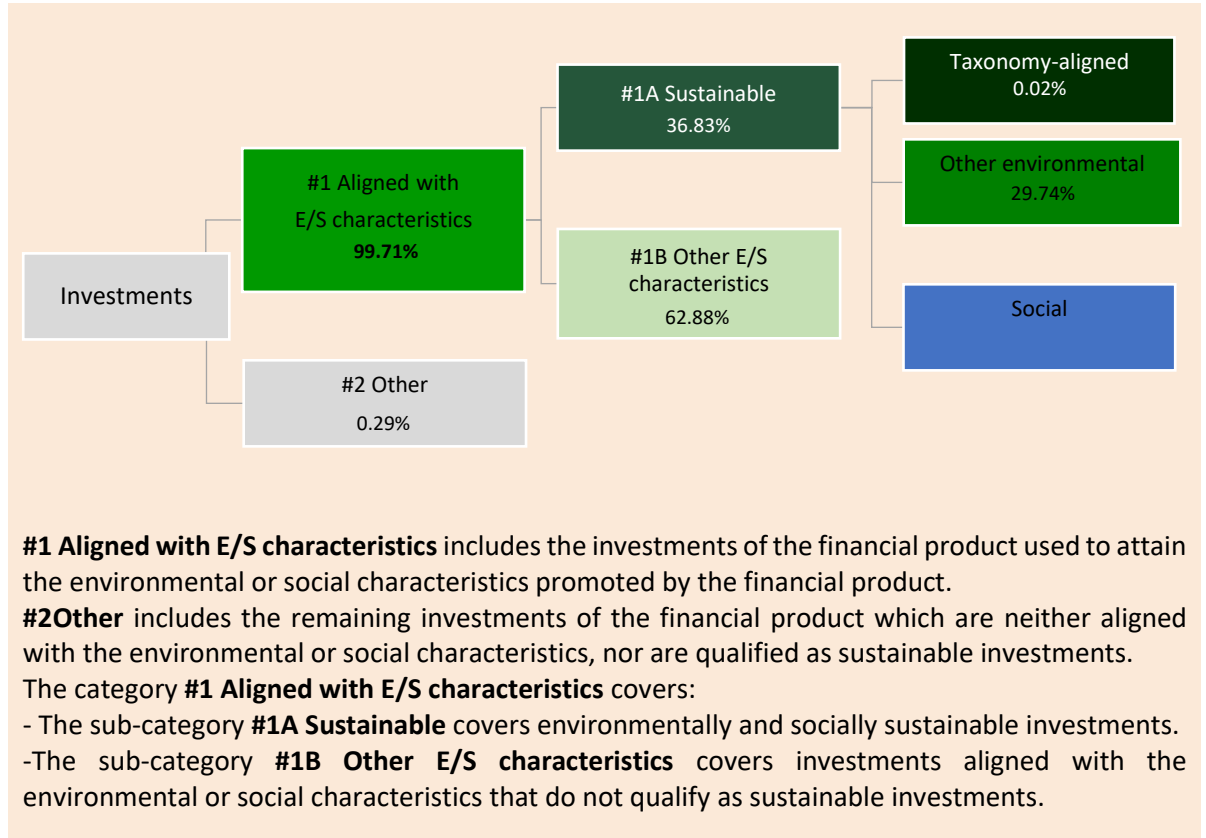 Investments
#1 Aligned with
E/S characteristics
99.71%
#2 Other
0.29%
#1A Sustainable
36.83%
#1B Other E/S
characteristics
62.88%
Taxonomy-aligned
0.02%
Other environmental
29.74%
Social
#1 Aligned with E/S characteristics includes the investments of the financial product used to attain
the environmental or social characteristics promoted by the financial product.
#2Other includes the remaining investments of the financial product which are neither aligned
with the environmental or social characteristics, nor are qualified as sustainable investments.
The category #1 Aligned with E/S characteristics covers:
- The sub-category #1A Sustainable covers environmentally and socially sustainable investments.
-The sub-category #1B Other E/S characteristics covers investments aligned with the
environmental or social characteristics that do not qualify as sustainable investments.